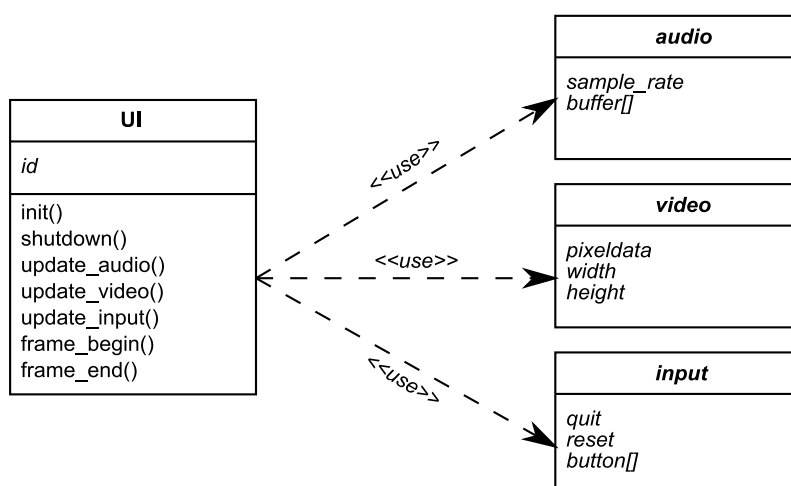 UI
id
init()
shutdown()
update_audio()
update_video()
update_input()
frame_begin()
frame_end()
<<use>>
<<use>>
<<use>>
audio
sample_rate
buffer[]
video
pixeldata
width
height
input
quit
reset
button[]